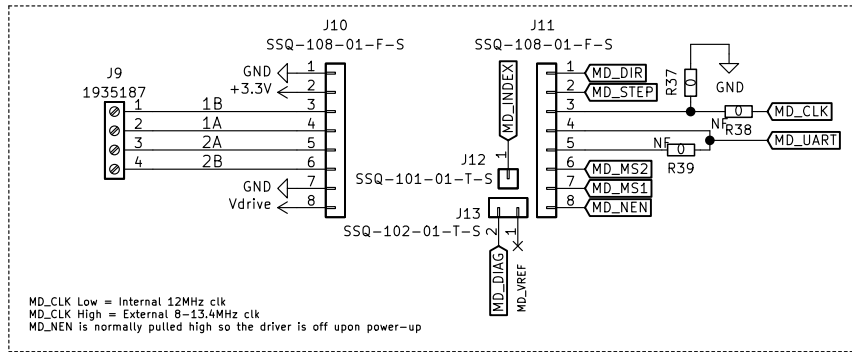 J10
SSQ-108-01-F-S
J11
SSQ-108-01-F-S
J9
1935187
1 1B
2 1A
3 2A
4 2B
GND 1
+3.3V 2
3
4
5
6
GND 7
Vdrive 8
MD_INDEX
1
J12
SSQ-101-01-T-S
J13
SSQ-102-01-T-S
2
1
MD_DIAG
MD_VREF
1 MD_DIR
2 MD_STEP
3
4
5
6 MD_MS2
7 MD_MS1
8 MD_NEN
R37
0
GND
0
MD_CLK
NF R38
MD_UART
NF 0
R39
MD_CLK Low = Internal 12MHz clk
MD_CLK High = External 8-13.4MHz clk
MD_NEN is normally pulled high so the driver is off upon power-up